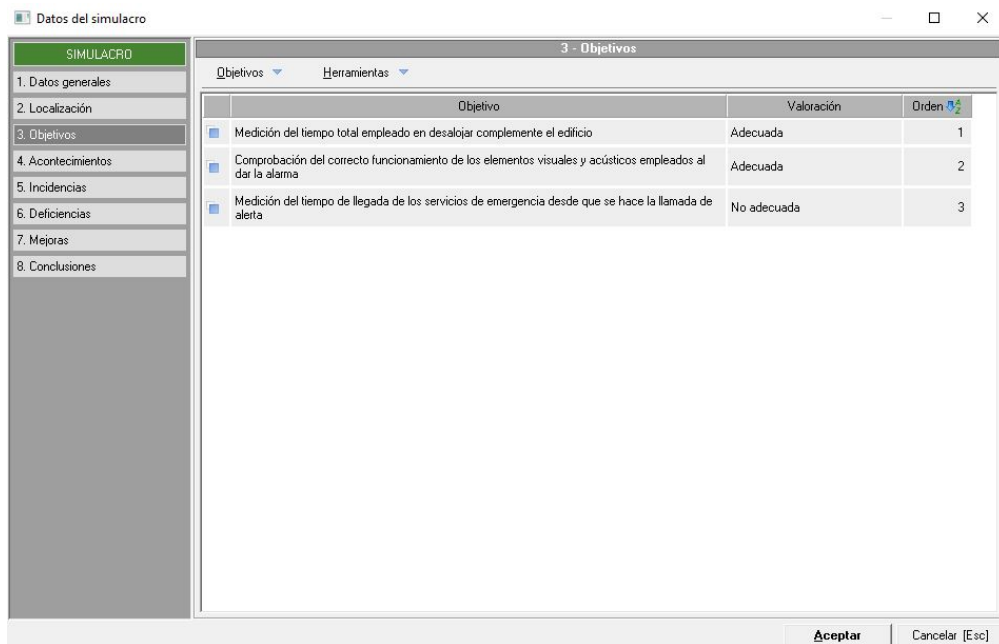 Datos del simulacro
SIMULACRO
1. Datos generales
2. Localización
3. Objetivos
4. Acontecimientos
5. Incidencias
6. Deficiencias
7. Mejoras
8. Conclusiones
3 - Objetivos
Objetivos
Herramientas
Objetivo
Valoración
Orden
Medición del tiempo total empleado en desalojar complemente el edificio
Adecuada
1
Comprobación del correcto funcionamiento de los elementos visuales y acústicos empleados al
dar la alarma
Adecuada
2
Medición del tiempo de llegada de los servicios de emergencia desde que se hace la llamada de
alerta
No adecuada
3
Aceptar
Cancelar [Esc]